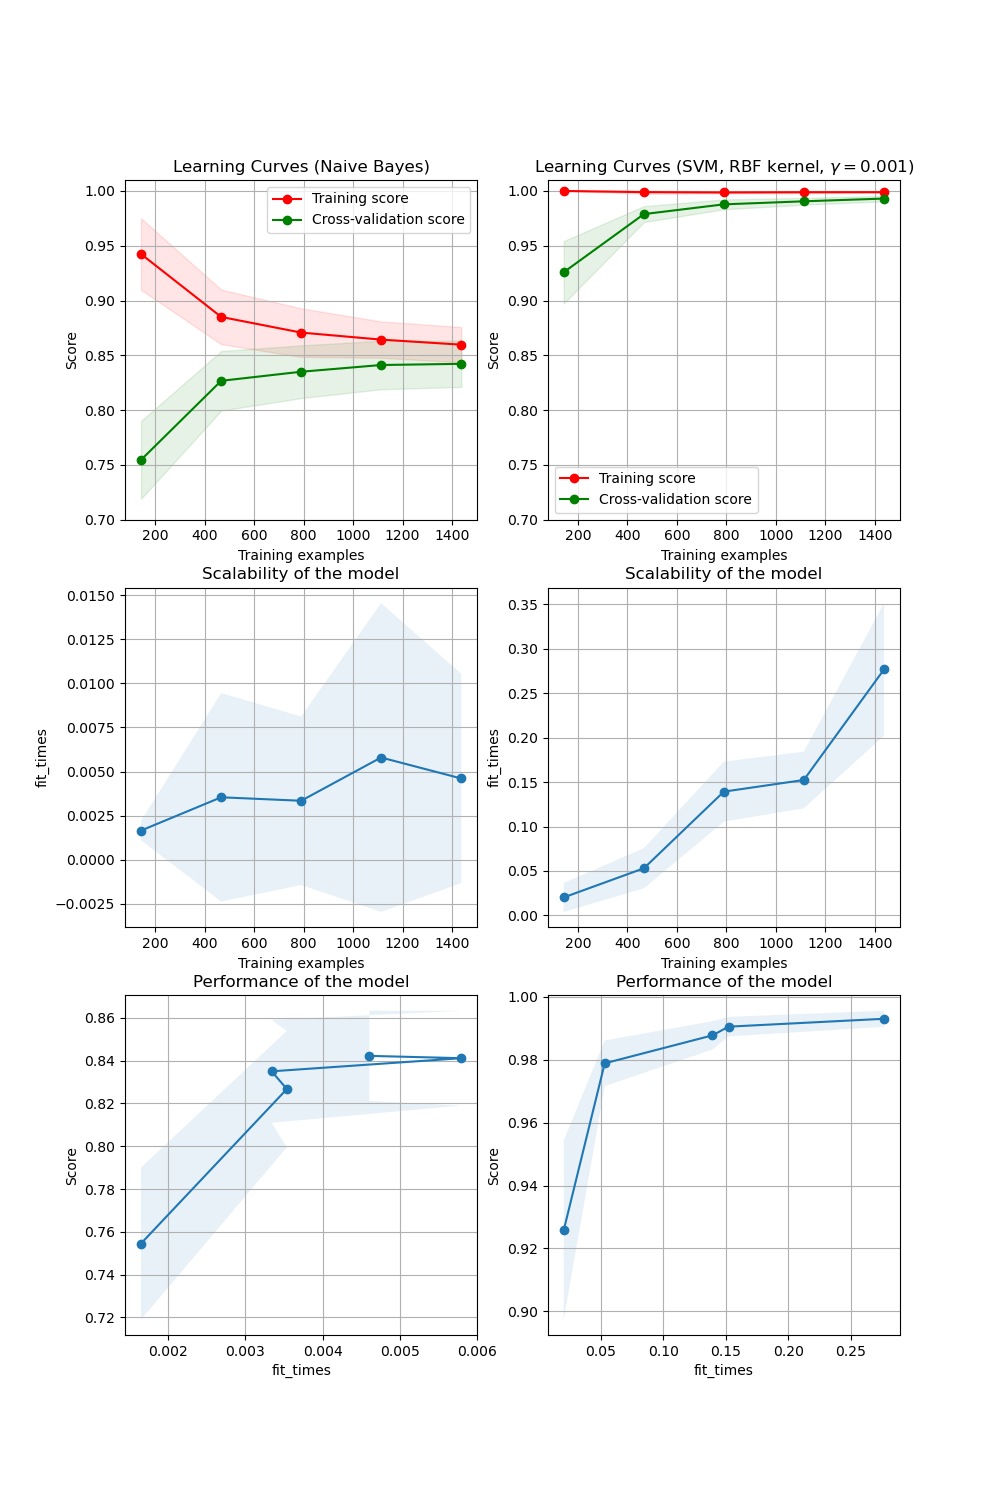 Learning Curves (Naive Bayes)
1.00
0.95
0.90
0.85
0.80
0.75
0.70
Score
Training score
Cross-validation score
200 400 600 800 1000 1200 1400
Training examples
Learning Curves (SVM, RBF kernel, γ = 0.001)
1.00
0.95
0.90
0.85
0.80
0.75
0.70
Score
Training score
Cross-validation score
200 400 600 800 1000 1200 1400
Training examples
Scalability of the model
0.0150
0.0125
0.0100
0.0075
0.0050
0.0025
0.0000
−0.0025
fit_times
200 400 600 800 1000 1200 1400
Training examples
Scalability of the model
0.35
0.30
0.25
0.20
0.15
0.10
0.05
0.00
fit_times
200 400 600 800 1000 1200 1400
Training examples
Performance of the model
0.86
0.84
0.82
0.80
0.78
0.76
0.74
0.72
Score
0.002 0.003 0.004 0.005 0.006
fit_times
Performance of the model
1.00
0.98
0.96
0.94
0.92
0.90
Score
0.05 0.10 0.15 0.20 0.25
fit_times